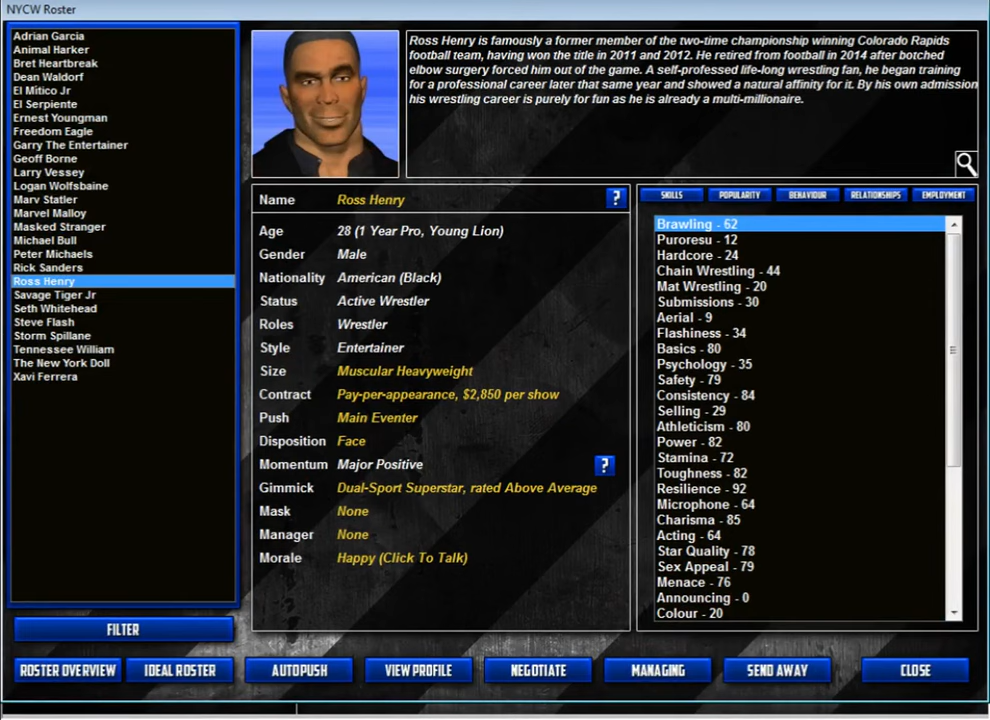 NYCW Roster
Adrian Garcia
Animal Harker
Bret Heartbreak
Dean Waldorf
El Mitico Jr
El Serpiente
Ernest Youngman
Freedom Eagle
Garry The Entertainer
Geoff Borne
Larry Vessey
Logan Wolfsbaine
Marv Statler
Marvel Malloy
Masked Stranger
Michael Bull
Peter Michaels
Rick Sanders
Ross Henry
Savage Tiger Jr
Seth Whitehead
Steve Flash
Storm Spillane
Tennessee William
The New York Doll
Xavi Ferrera
FILTER
Ross Henry is famously a former member of the two-time championship winning Colorado Rapids
football team, having won the title in 2011 and 2012. He retired from football in 2014 after botched
elbow surgery forced him out of the game. A self-professed life-long wrestling fan, he began training
for a professional career later that same year and showed a natural affinity for it. By his own admission
his wrestling career is purely for fun as he is already a multi-millionaire.
Name Ross Henry ?
Age 28 (1 Year Pro, Young Lion)
Gender Male
Nationality American (Black)
Status Active Wrestler
Roles Wrestler
Style Entertainer
Size Muscular Heavyweight
Contract Pay-per-appearance, $2,850 per show
Push Main Eventer
Disposition Face
Momentum Major Positive ?
Gimmick Dual-Sport Superstar, rated Above Average
Mask None
Manager None
Morale Happy (Click To Talk)
SKILLS POPULARITY BEHAVIOUR RELATIONSHIPS EMPLOYMENT
Brawling - 62
Puroresu - 12
Hardcore - 24
Chain Wrestling - 44
Mat Wrestling - 20
Submissions - 30
Aerial - 9
Flashiness - 34
Basics - 80
Psychology - 35
Safety - 79
Consistency - 84
Selling - 29
Athleticism - 80
Power - 82
Stamina - 72
Toughness - 82
Resilience - 92
Microphone - 64
Charisma - 85
Acting - 64
Star Quality - 78
Sex Appeal - 79
Menace - 76
Announcing - 0
Colour - 20
ROSTER OVERVIEW IDEAL ROSTER AUTOPUSH VIEW PROFILE NEGOTIATE MANAGING SEND AWAY CLOSE